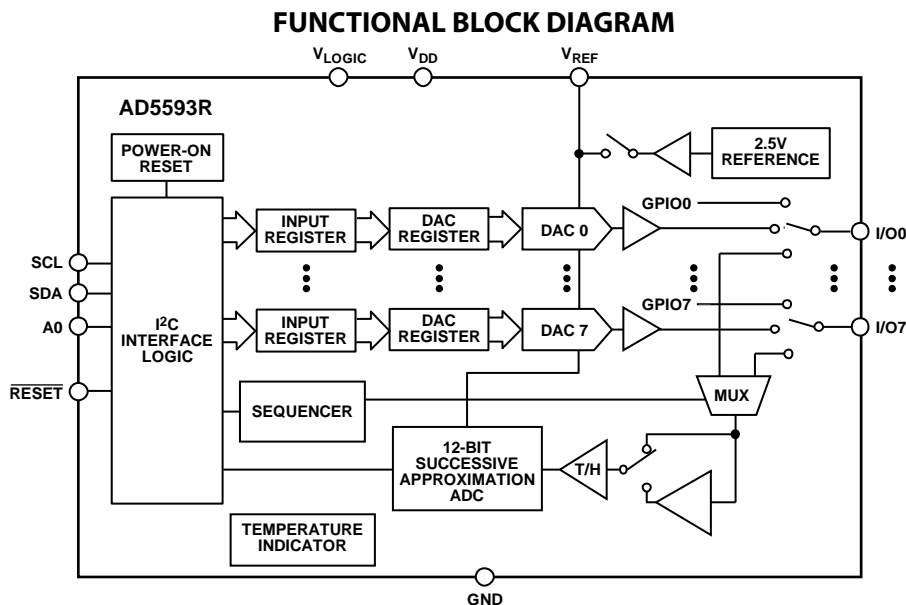 FUNCTIONAL BLOCK DIAGRAM
VLOGIC
VDD
VREF
AD5593R
POWER-ON
RESET
2.5V
REFERENCE
GPIO0
INPUT
REGISTER
DAC
REGISTER
DAC 0
I/O0
SCL
SDA
A0
I2C
INTERFACE
LOGIC
INPUT
REGISTER
DAC
REGISTER
DAC 7
GPIO7
I/O7
RESET
SEQUENCER
MUX
12-BIT
SUCCESSIVE
APPROXIMATION
ADC
T/H
TEMPERATURE
INDICATOR
GND